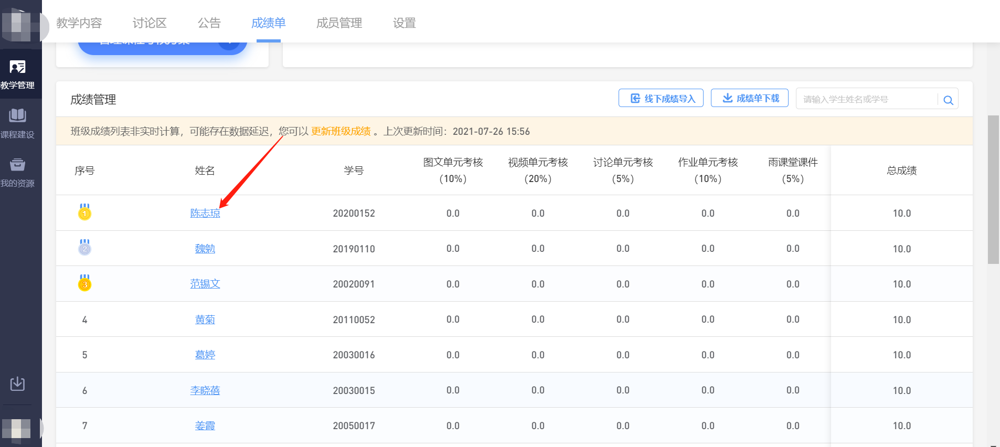 教学内容 讨论区 公告 成绩单 成员管理 设置
教学管理
课程建设
我的资源
成绩管理 线下成绩导入 成绩单下载 请输入学生姓名或学号
班级成绩列表非实时计算，可能存在数据延迟，您可以 更新班级成绩 。上次更新时间：2021-07-26 15:56
序号 姓名 学号 图文单元考核 (10%) 视频单元考核 (20%) 讨论单元考核 (5%) 作业单元考核 (10%) 雨课堂课件 (5%) 总成绩
1 陈志琼 20200152 0.0 0.0 0.0 0.0 0.0 10.0
2 魏勉 20190110 0.0 0.0 0.0 0.0 0.0 10.0
3 范锡文 20020091 0.0 0.0 0.0 0.0 0.0 10.0
4 黄菊 20110052 0.0 0.0 0.0 0.0 0.0 10.0
5 葛婷 20030016 0.0 0.0 0.0 0.0 0.0 10.0
6 李晓蓓 20030015 0.0 0.0 0.0 0.0 0.0 10.0
7 姜霞 20050017 0.0 0.0 0.0 0.0 0.0 10.0